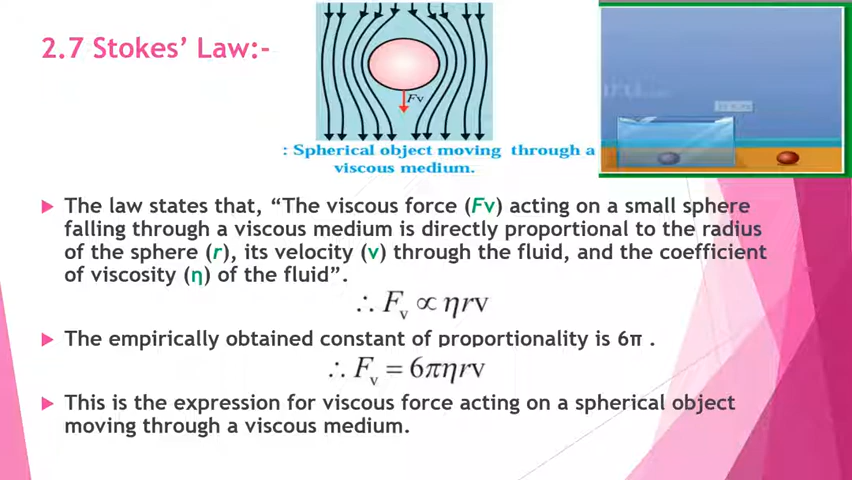 2.7 Stokes’ Law:-
Fv
: Spherical object moving through a
viscous medium.
The law states that, “The viscous force (Fv) acting on a small sphere
falling through a viscous medium is directly proportional to the radius
of the sphere (r), its velocity (v) through the fluid, and the coefficient
of viscosity (η) of the fluid”.
∴ Fᵥ ∝ ηrv
The empirically obtained constant of proportionality is 6π .
∴ Fᵥ = 6πηrv
This is the expression for viscous force acting on a spherical object
moving through a viscous medium.